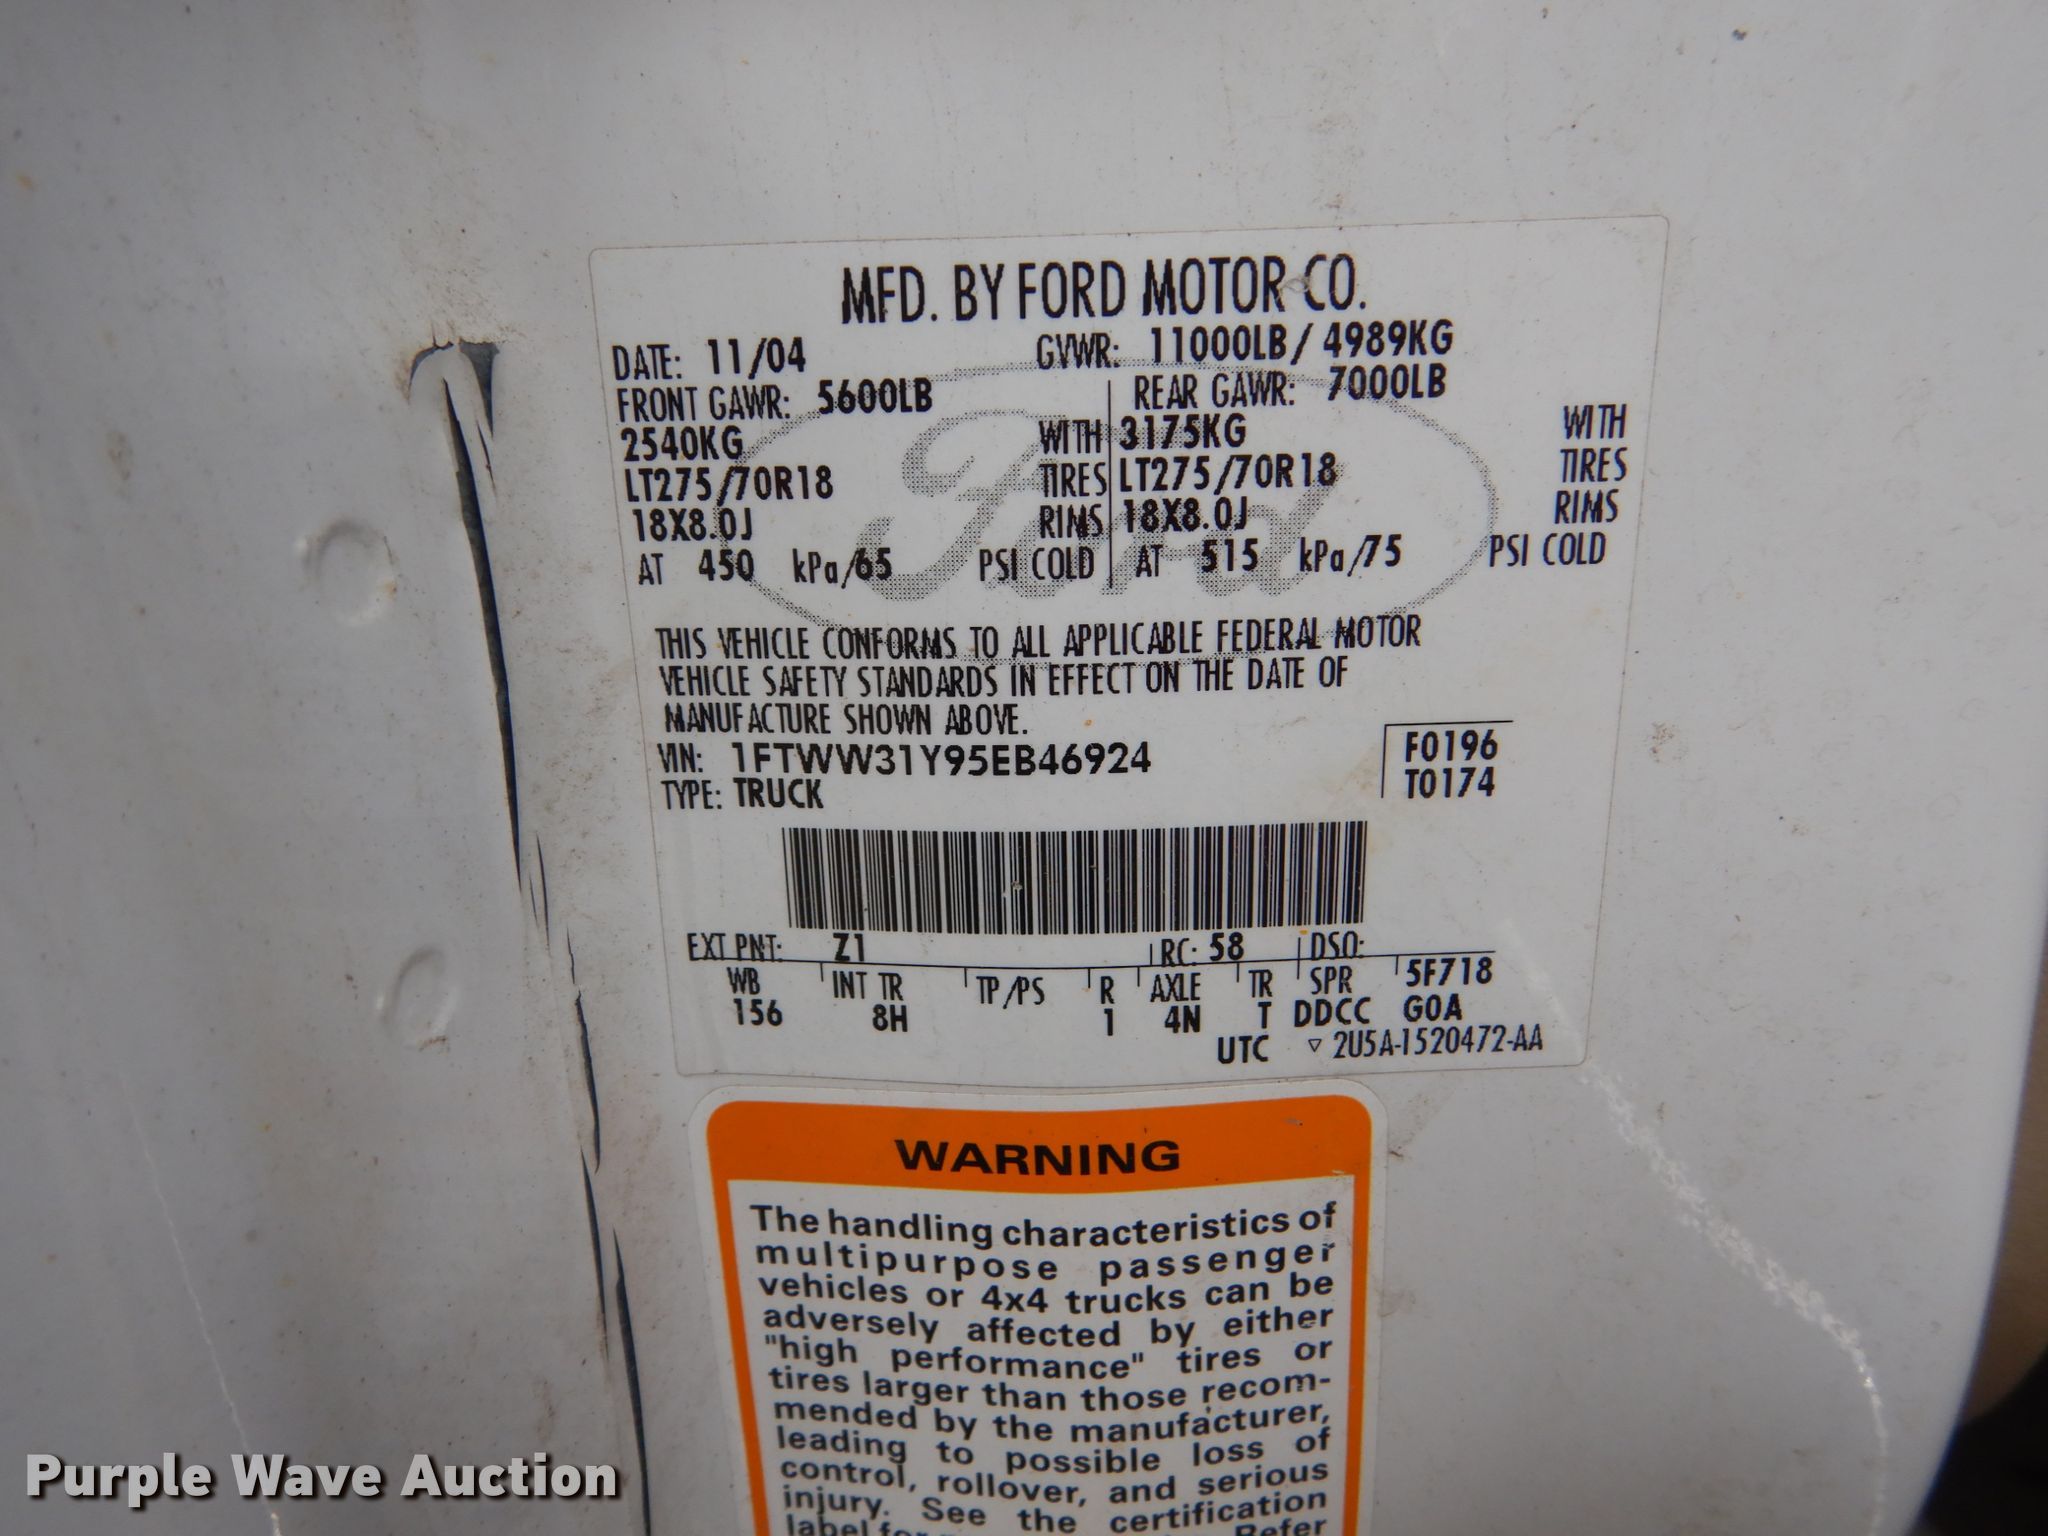 MFD. BY FORD MOTOR CO.
DATE: 11/04 GVWR: 11000LB/ 4989KG
FRONT GAWR: 5600LB REAR GAWR: 7000LB
2540KG WITH 3175KG WITH
LT275/70R18 TIRES LT275/70R18 TIRES
18X8.0J RIMS 18X8.0J RIMS
AT 450 kPa/65 PSI COLD AT 515 kPa/75 PSI COLD
Ford
THIS VEHICLE CONFORMS TO ALL APPLICABLE FEDERAL MOTOR
VEHICLE SAFETY STANDARDS IN EFFECT ON THE DATE OF
MANUFACTURE SHOWN ABOVE.
VIN: 1FTWW31Y95EB46924 F0196
TYPE: TRUCK T0174
EXT PNT: Z1 RC: 58 DSO:
WB INT TR TP/PS R AXLE TR SPR 5F718
156 8H 1 4N T DDCC G0A
UTC ▿ 2U5A-1520472-AA
WARNING
The handling characteristics of
multipurpose passenger
vehicles or 4x4 trucks can be
adversely affected by either
"high performance" tires or
tires larger than those recom-
mended by the manufacturer,
leading to possible loss of
control, rollover, and serious
injury. See the certification
label Refer
Purple Wave Auction